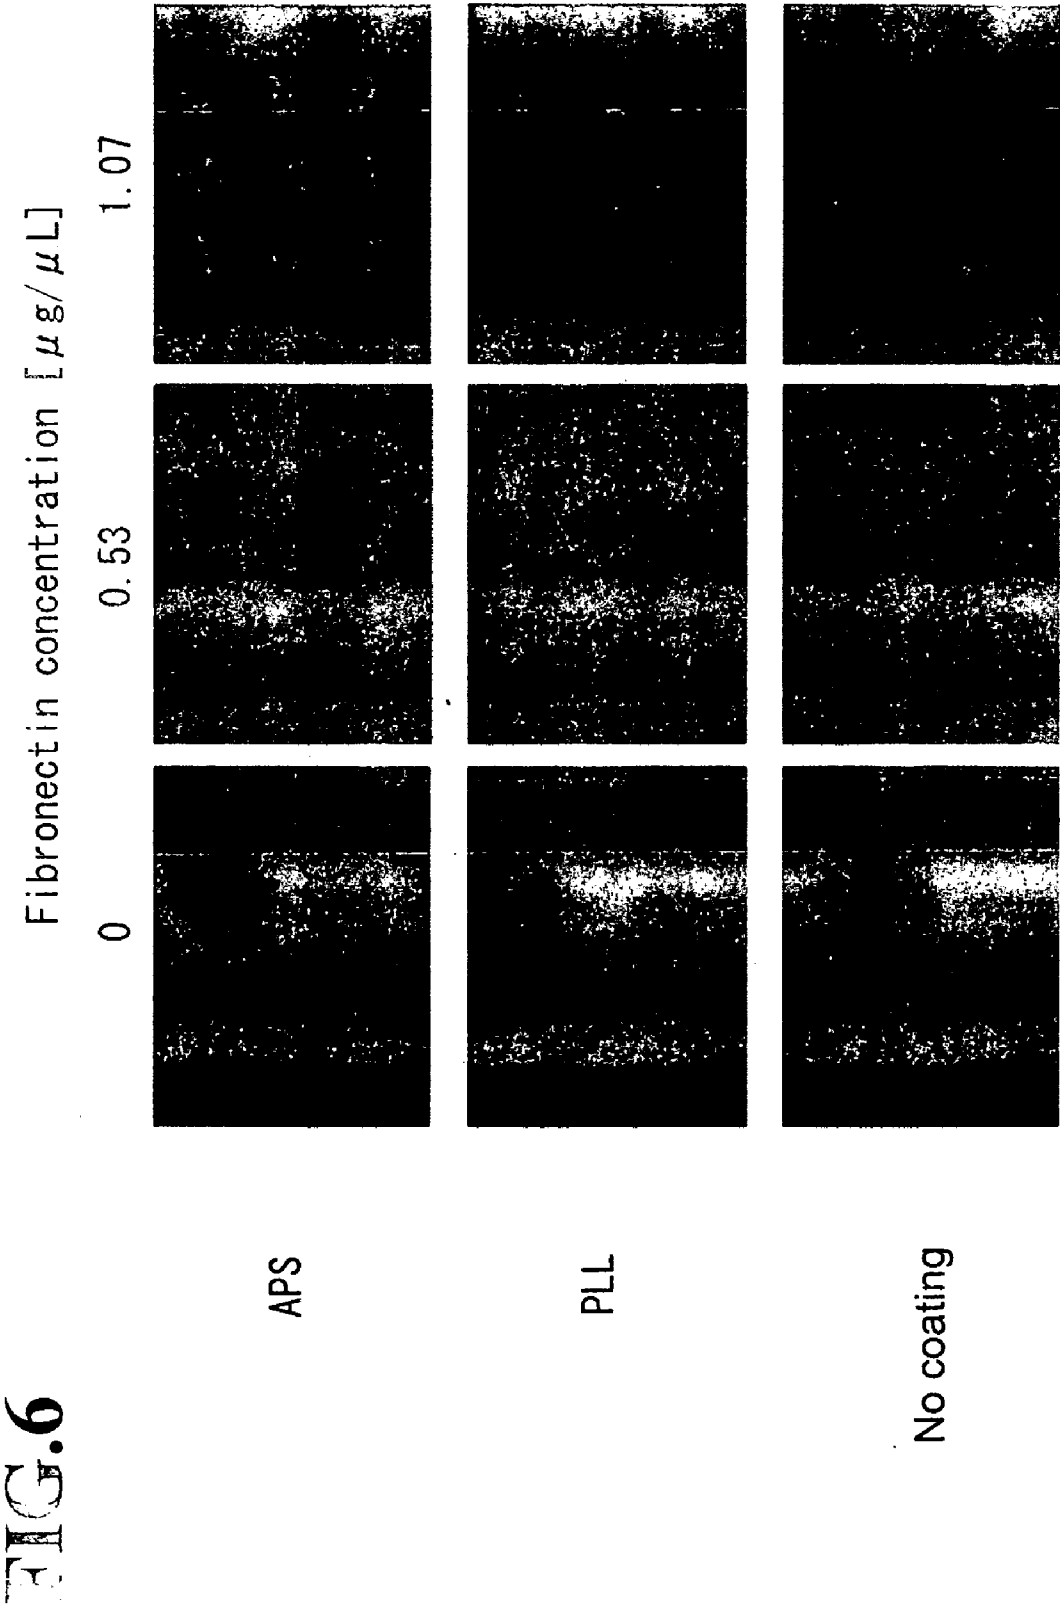 FIG.6
Fibronectin concentration [μg/μL]
0 0.53 1.07
APS
PLL
No coating